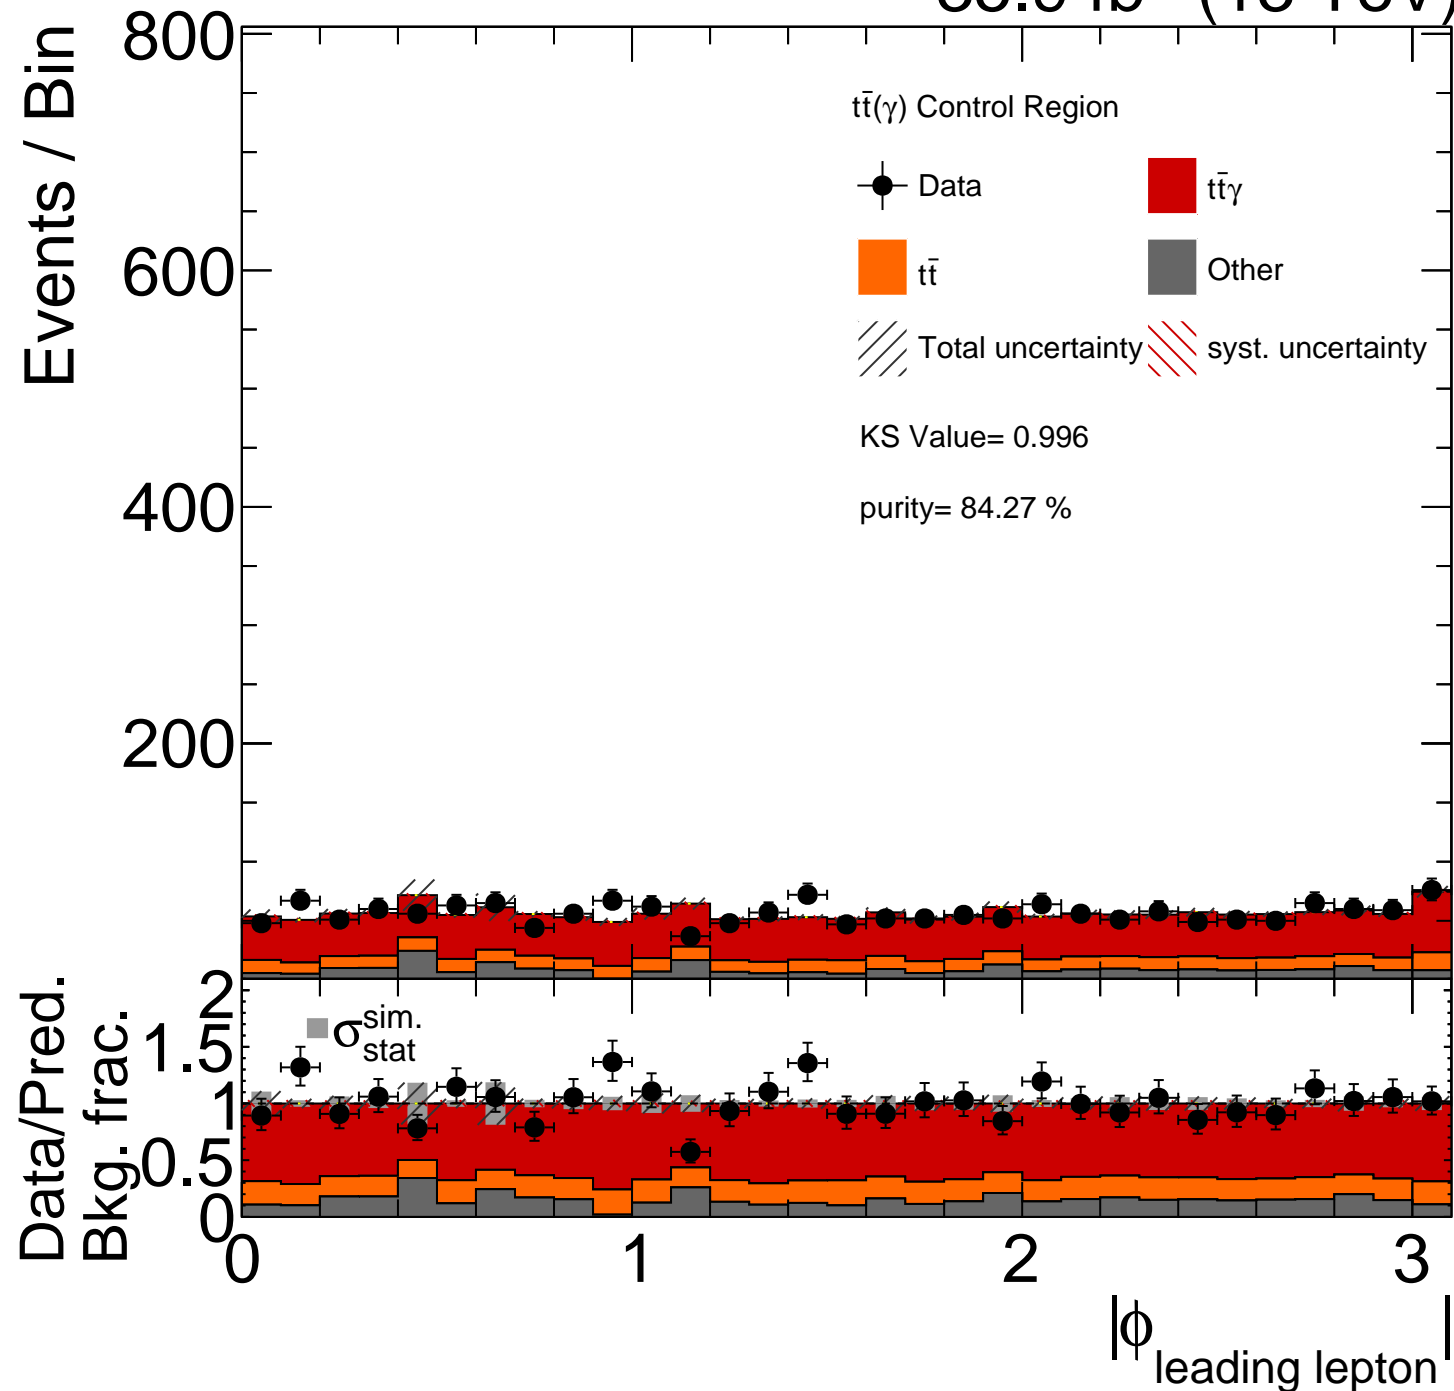 800
600
400
200
Events / Bin
tt̄(γ) Control Region
Data
tt̄γ
tt̄
Other
Total uncertainty
syst. uncertainty
KS Value= 0.996
purity= 84.27 %
2
1.5
1
0.5
0
Data/Pred.
Bkg. frac.
σ sim. stat
0 1 2 3
|ϕ leading lepton|